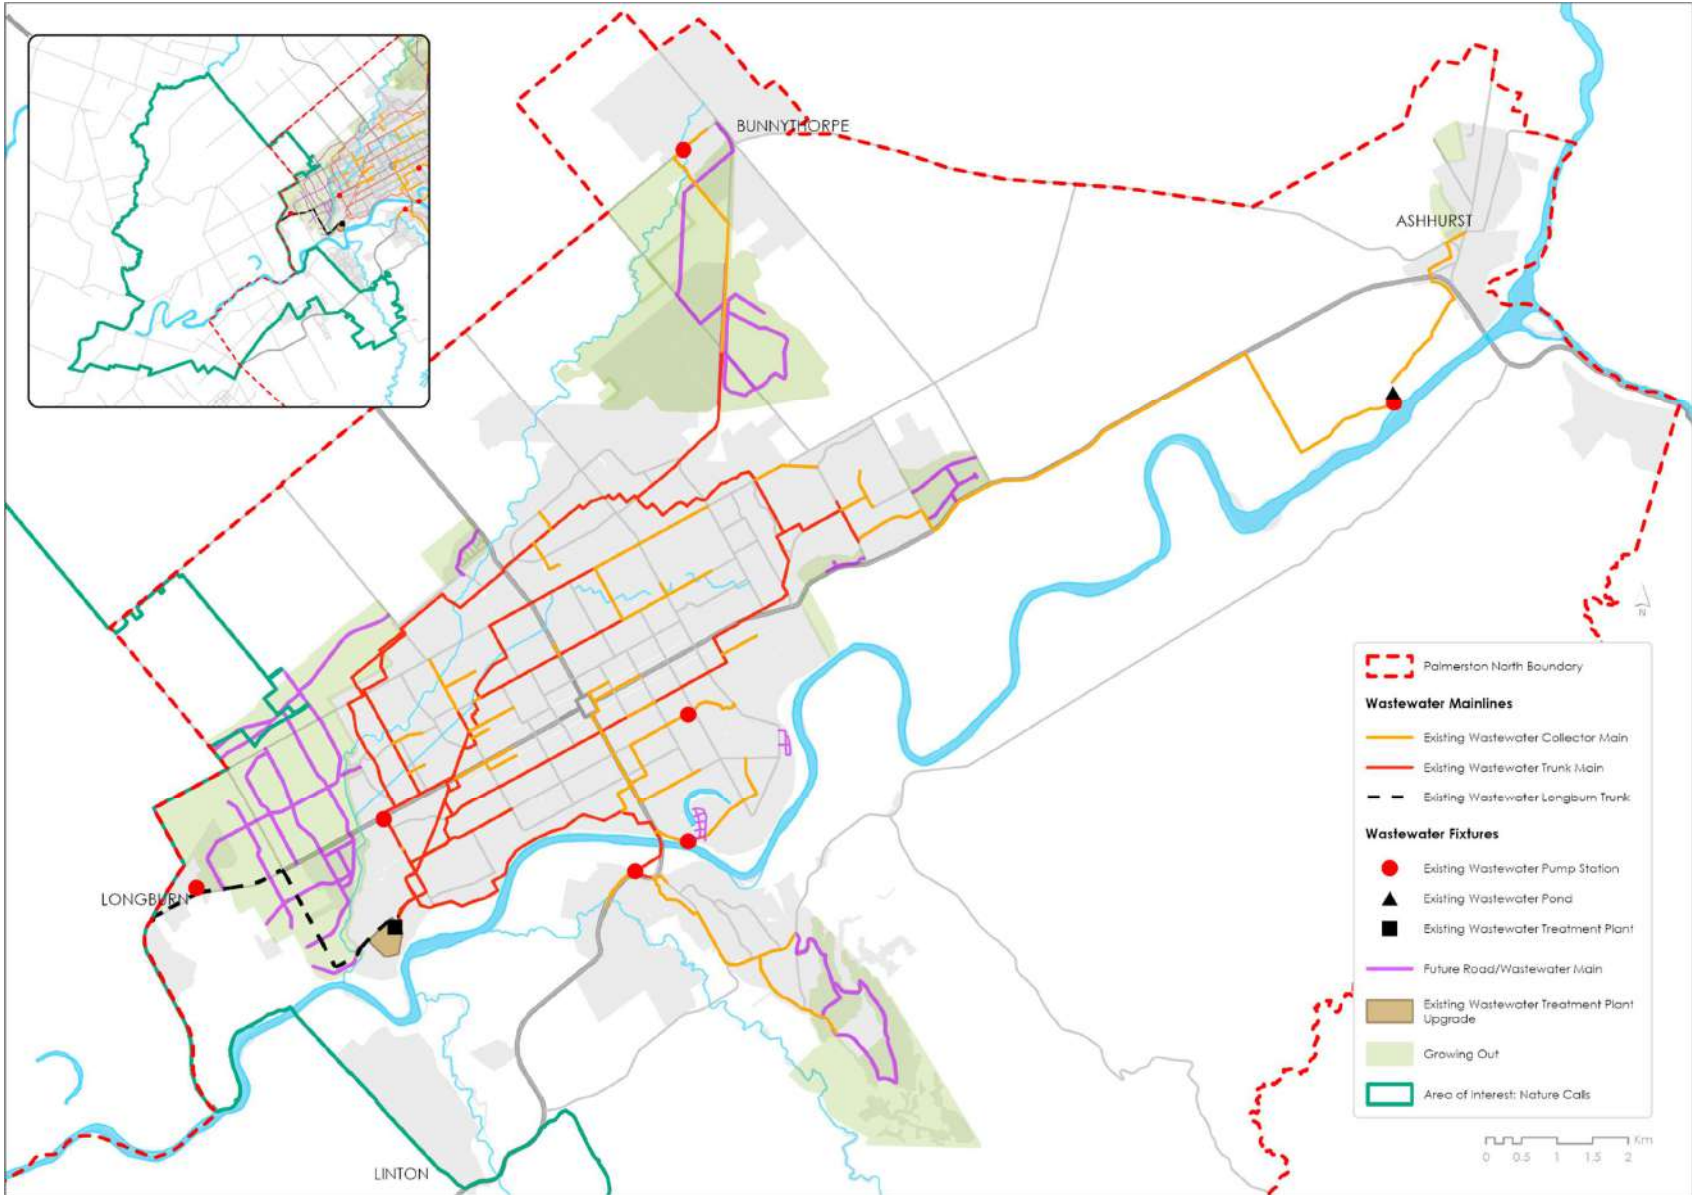 BUNNYTHORPE
ASHHURST
LONGBURN
LINTON
N
Palmerston North Boundary
Wastewater Mainlines
Existing Wastewater Collector Main
Existing Wastewater Trunk Main
Existing Wastewater Longburn Trunk
Wastewater Fixtures
Existing Wastewater Pump Station
Existing Wastewater Pond
Existing Wastewater Treatment Plant
Future Road/Wastewater Main
Existing Wastewater Treatment Plant
Upgrade
Growing Out
Area of Interest: Nature Calls
Km
0 0.5 1 1.5 2